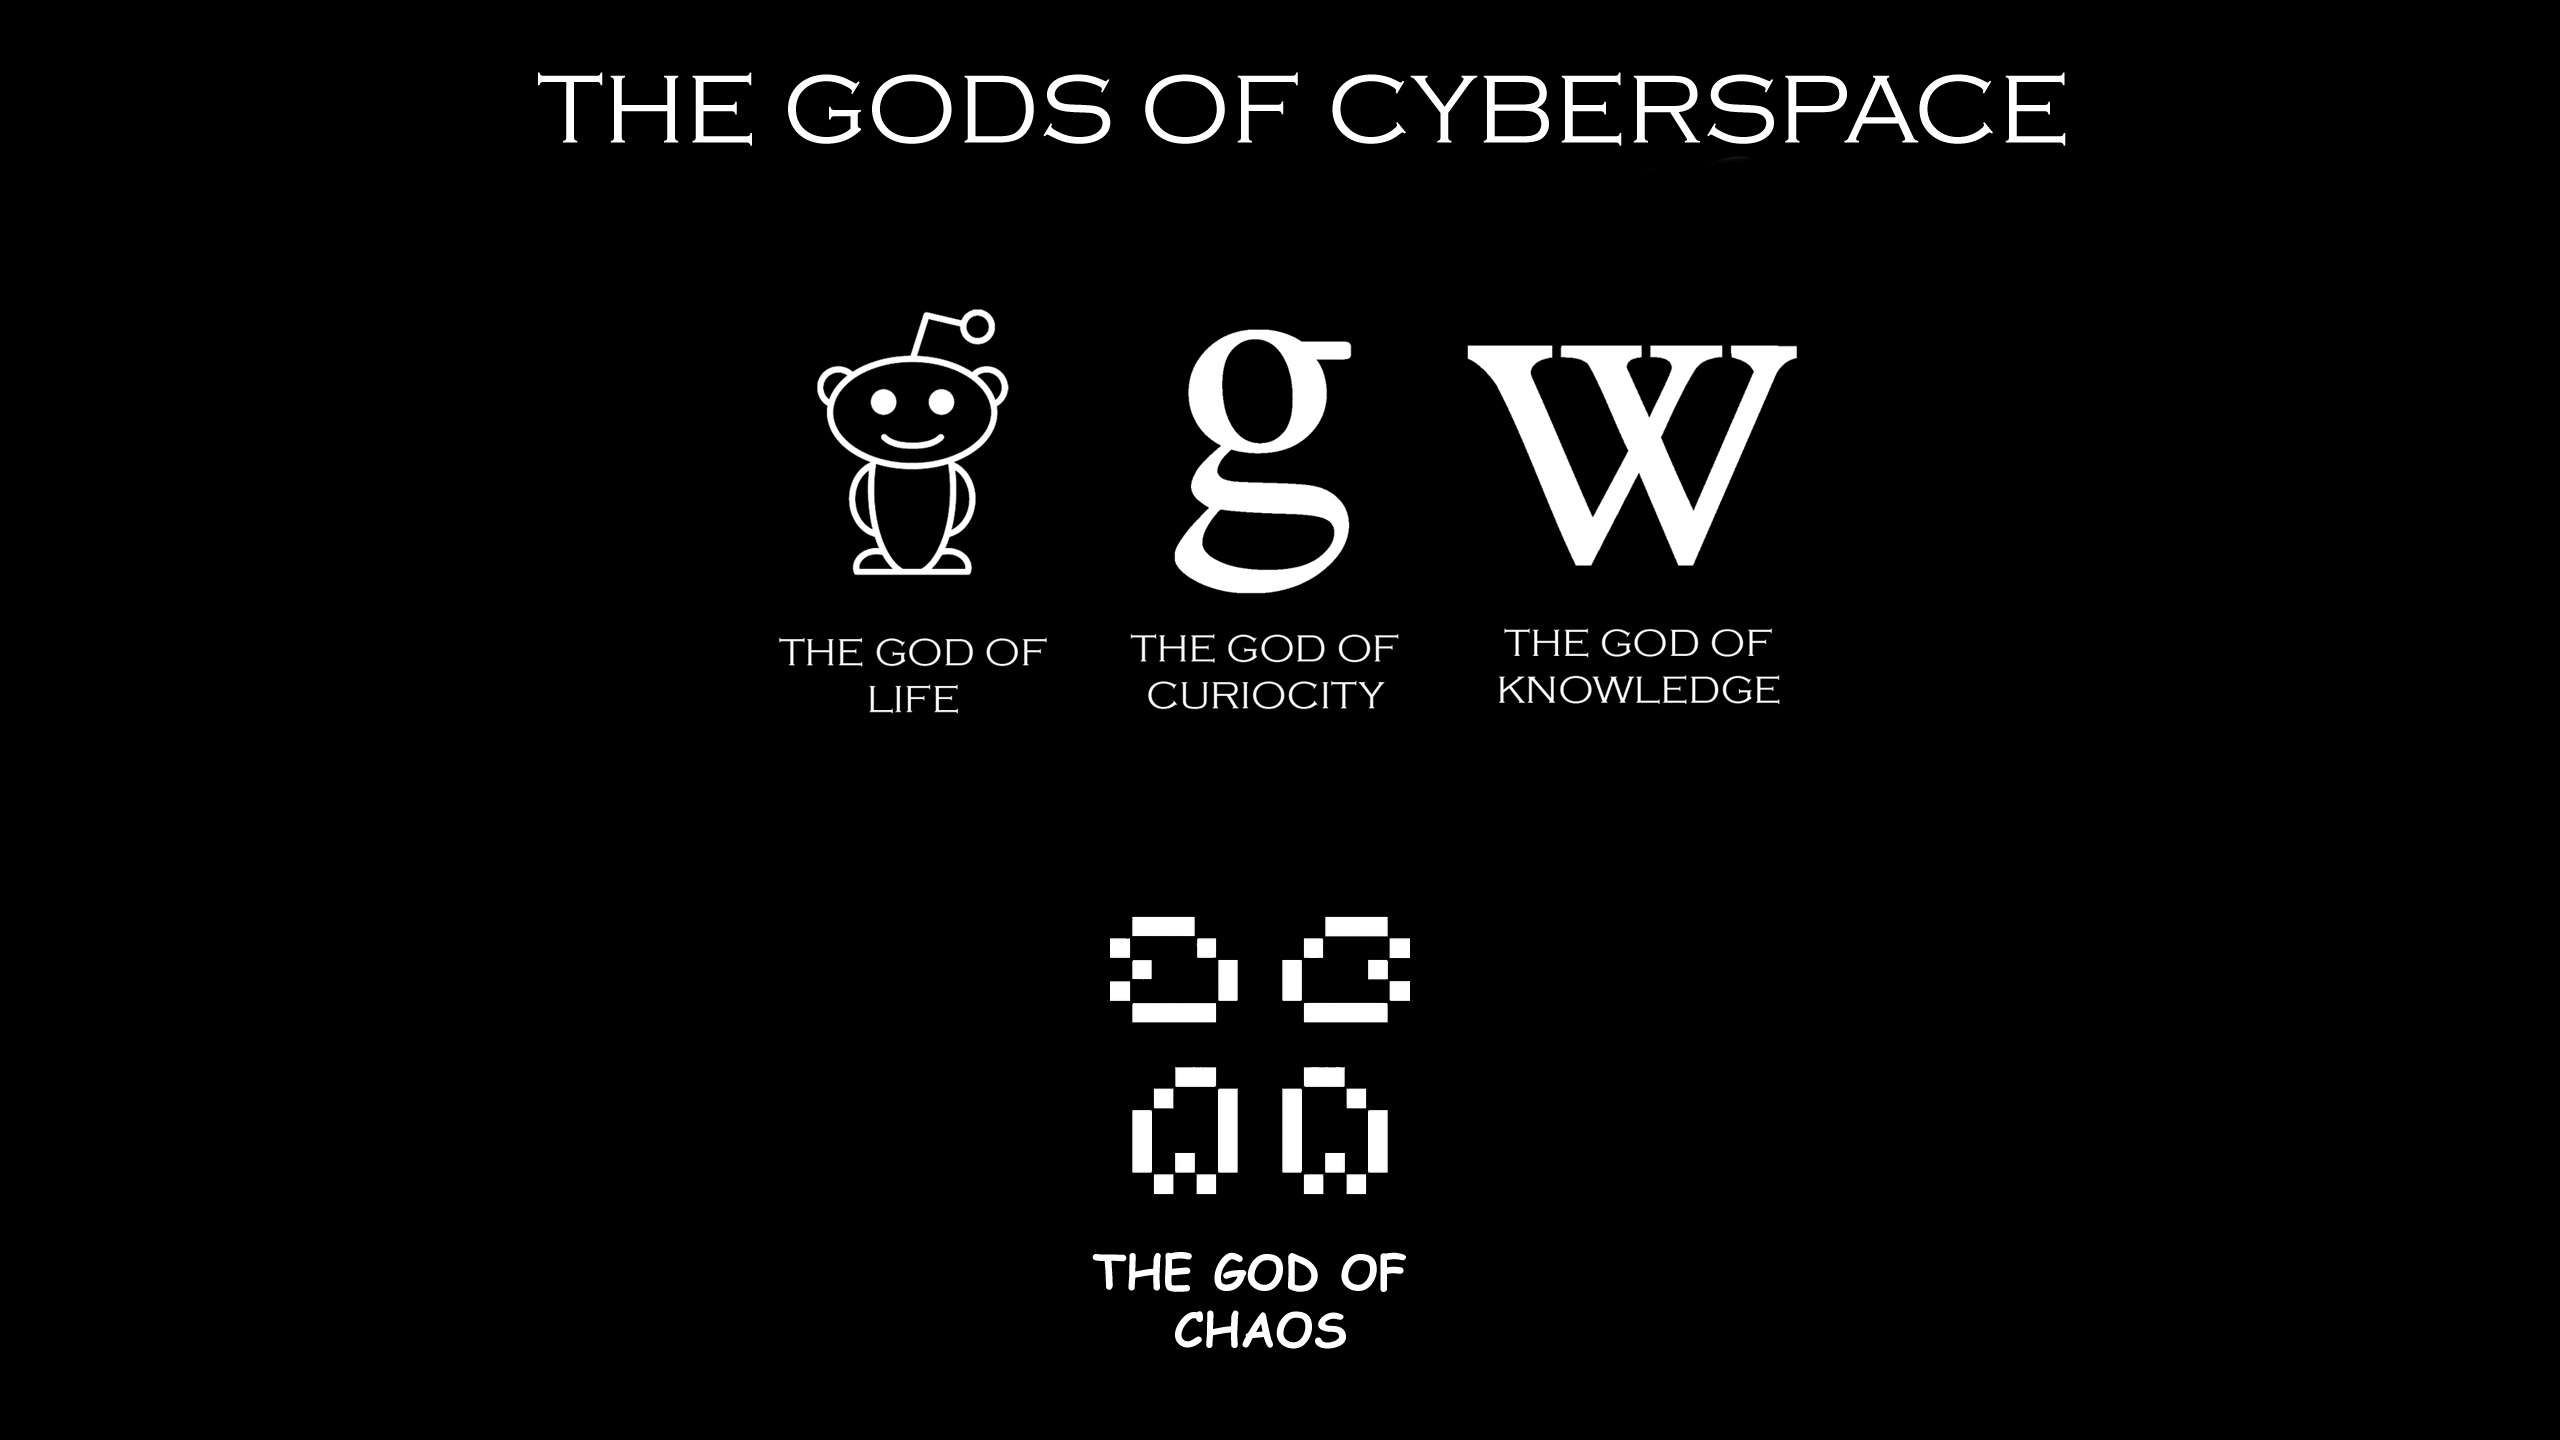 THE GODS OF CYBERSPACE
g
W
THE GOD OF
LIFE
THE GOD OF
CURIOCITY
THE GOD OF
KNOWLEDGE
THE GOD OF
CHAOS